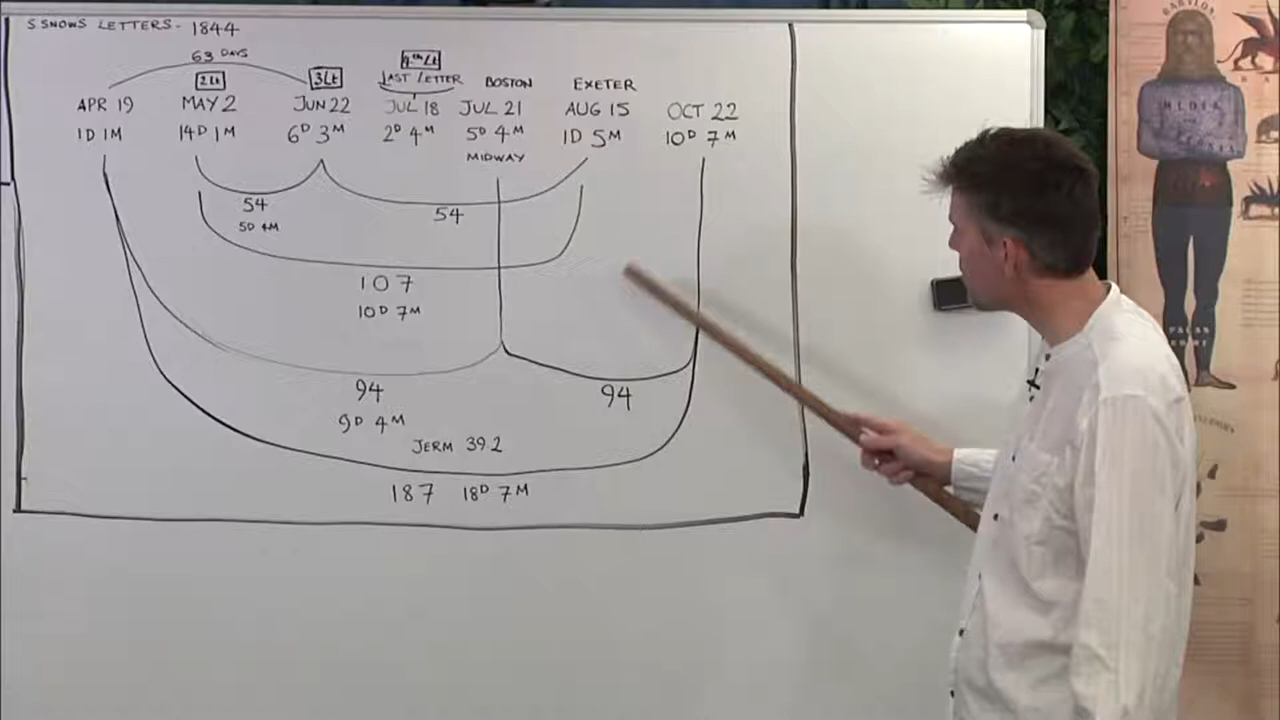 S.SNOWS LETTERS - 1844
63 DAYS
2Lt
3Lt
4th Lt
LAST LETTER
BOSTON
EXETER
APR 19
MAY 2
JUN 22
JUL 18
JUL 21
AUG 15
OCT 22
1D 1M
14D 1M
6D 3M
2D 4M
5D 4M
1D 5M
10D 7M
MIDWAY
54
5D 4M
54
107
10D 7M
94
9D 4M
94
JERM 39.2
187 18D 7M
BABYLON
MEDIA